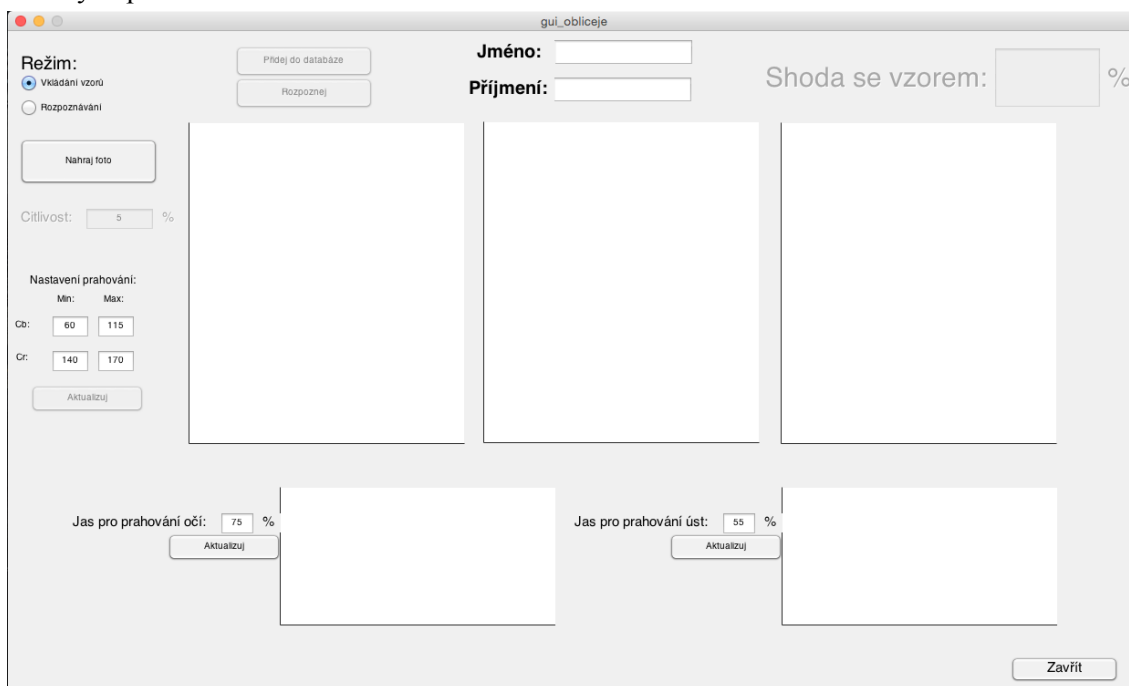 gui_obliceje
Režim:
Vkládání vzorů
Rozpoznávání
Přidej do databáze
Rozpoznej
Jméno:
Příjmení:
Shoda se vzorem: %
Nahraj foto
Citlivost: 5 %
Nastavení prahování:
Min: Max:
Cb: 60 115
Cr: 140 170
Aktualizuj
Jas pro prahování očí: 75 %
Aktualizuj
Jas pro prahování úst: 55 %
Aktualizuj
Zavřít